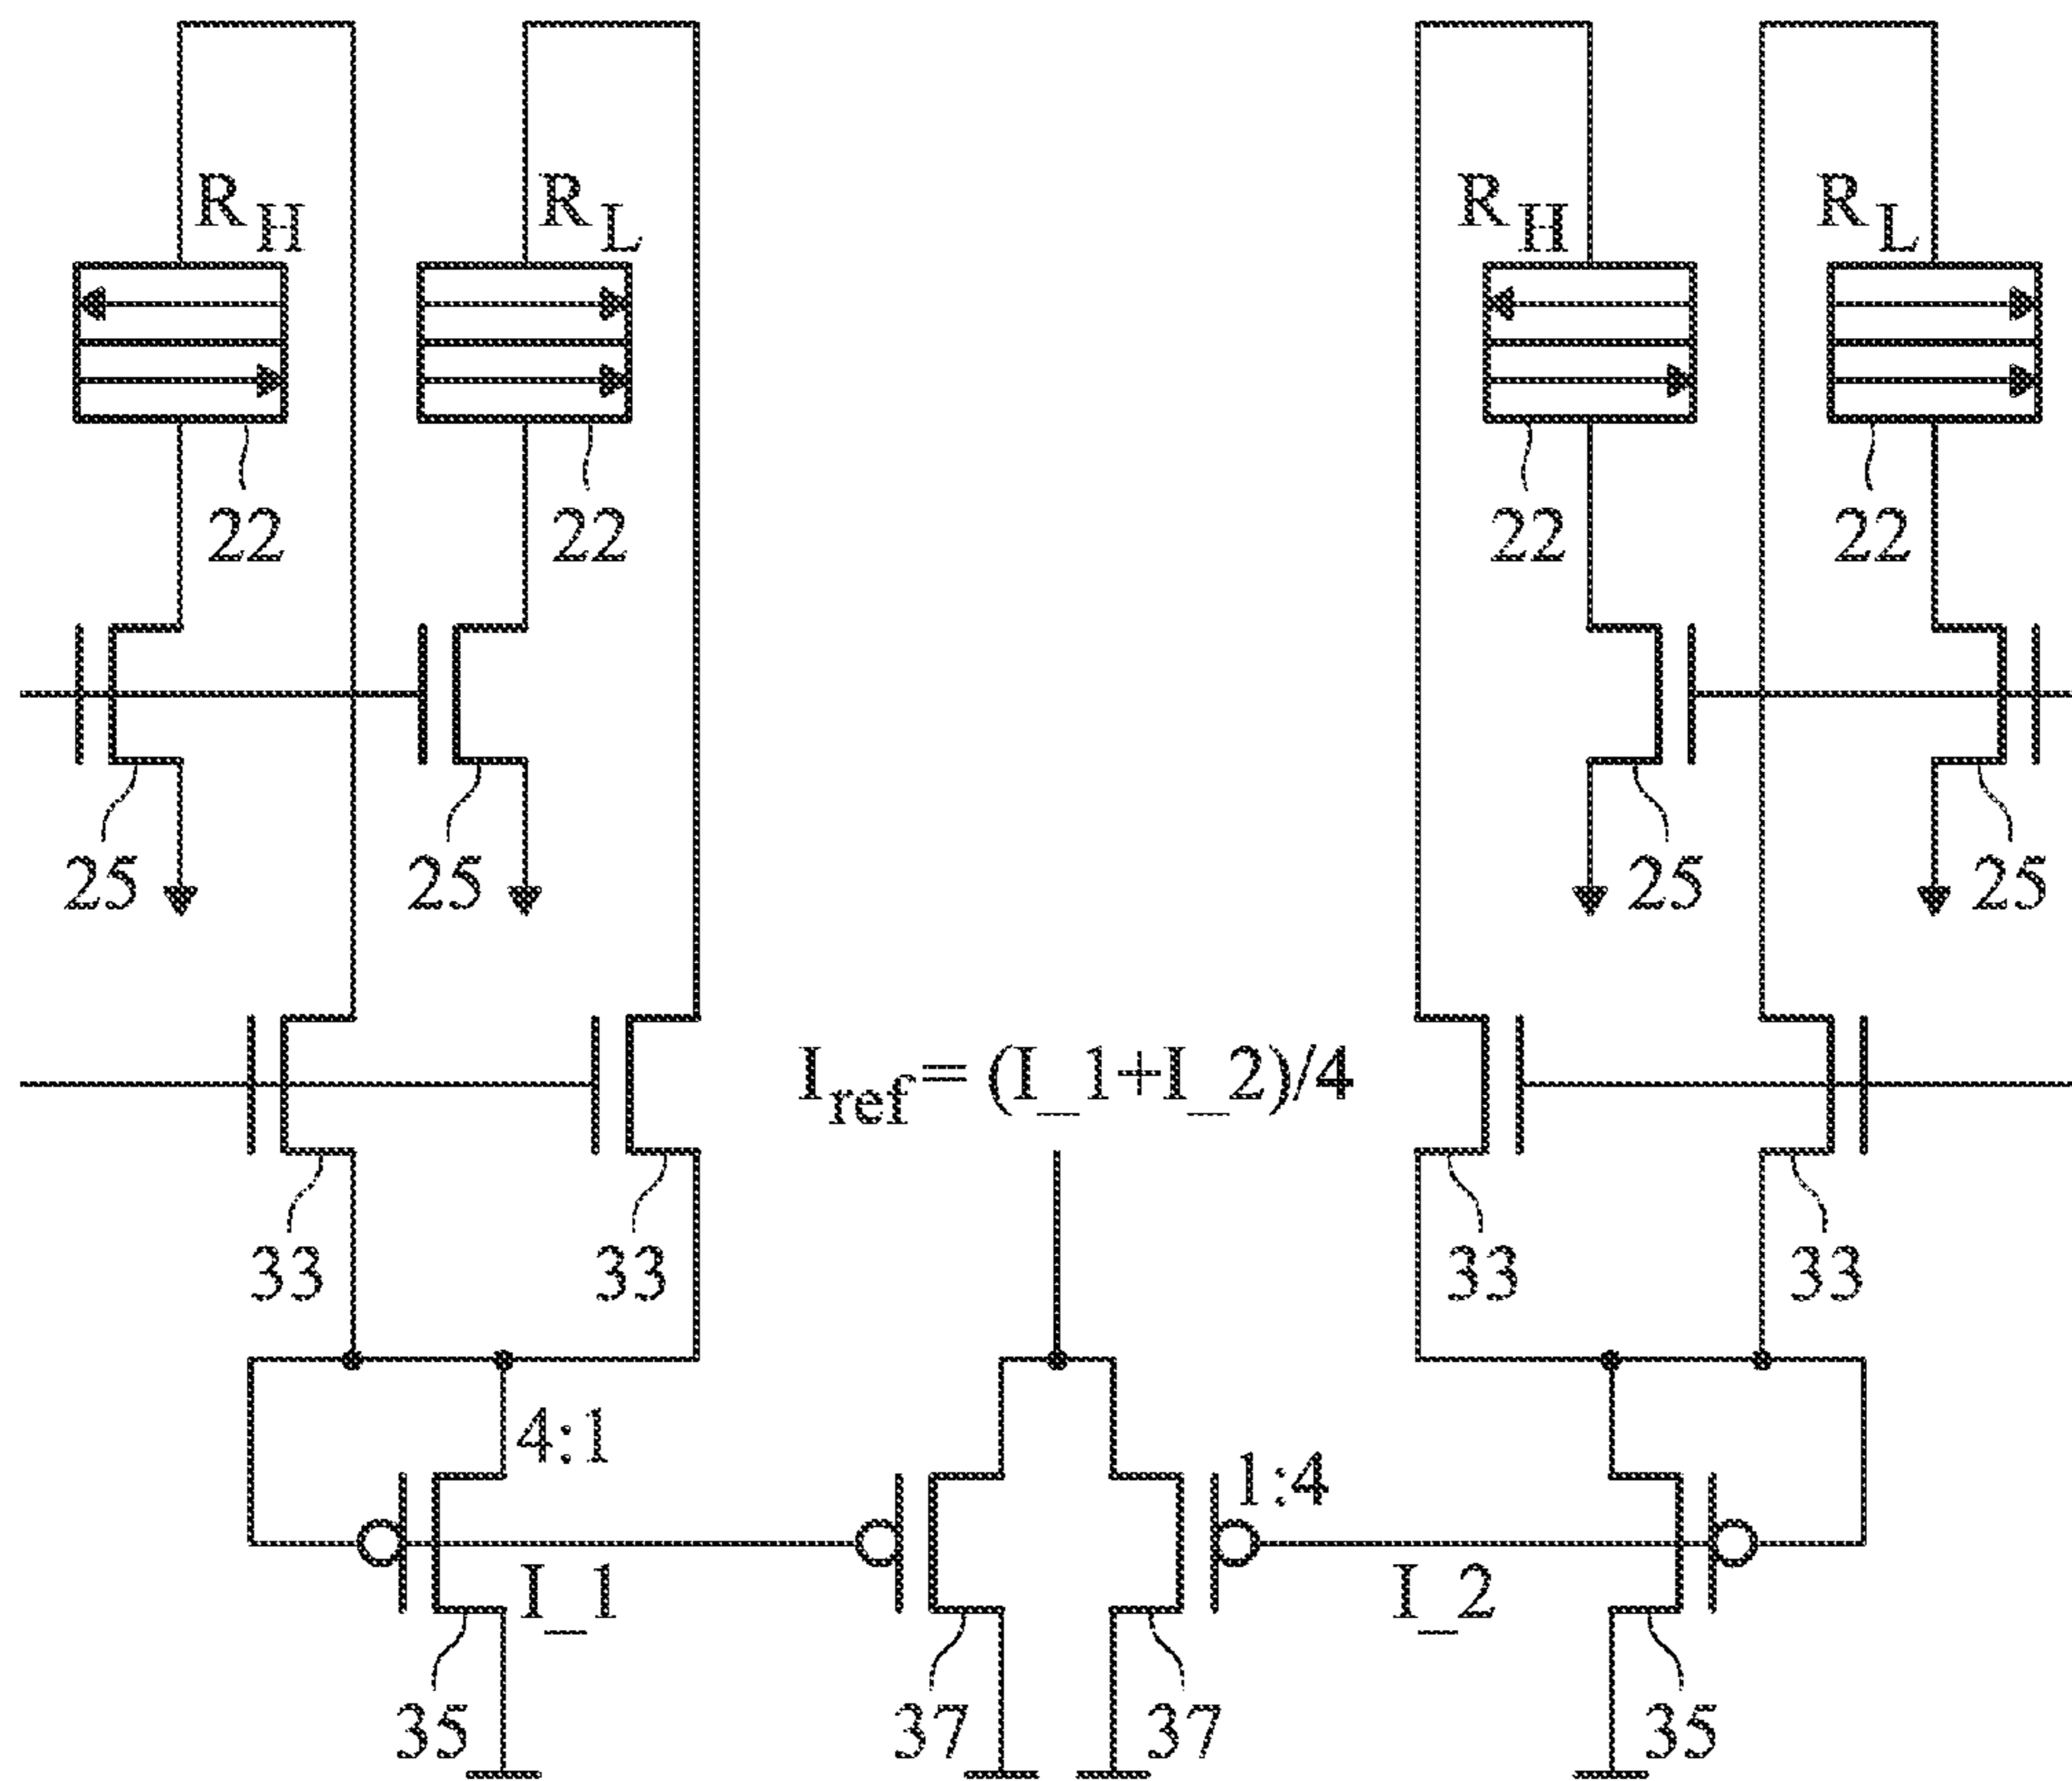 R_H R_L R_H R_L
22 22 22 22
25 25 25 25
I_ref = (I_1+I_2)/4
33 33 33 33
4:1
1:4
I_1 I_2
35 37 37 35